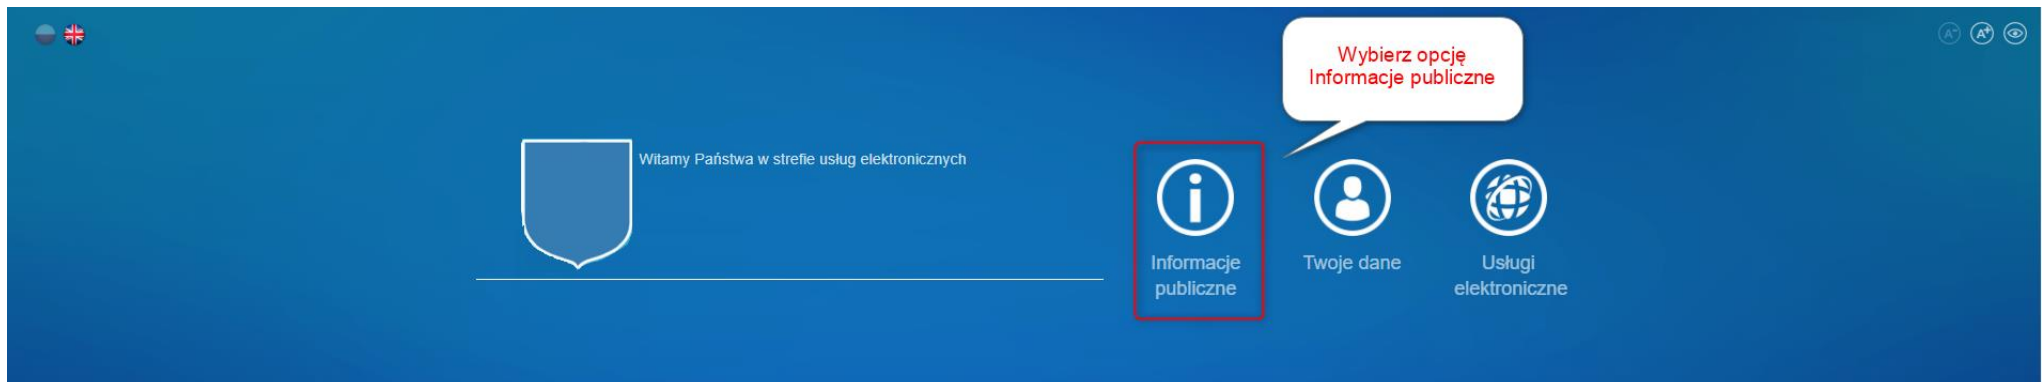 A- A+
Wybierz opcję
Informacje publiczne
Witamy Państwa w strefie usług elektronicznych
Informacje
publiczne
Twoje dane
Usługi
elektroniczne